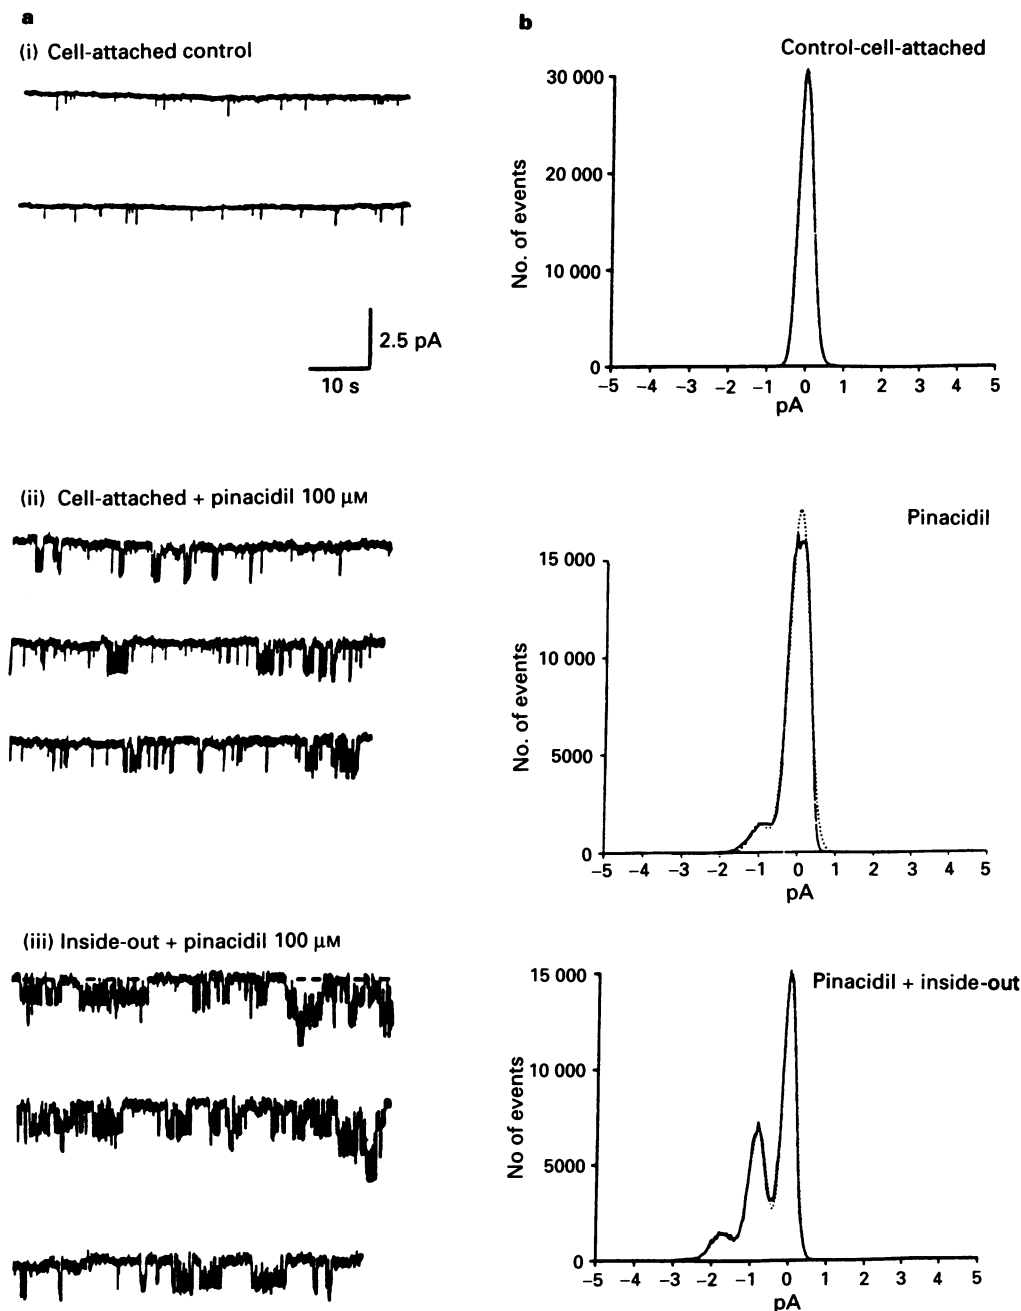 a
(i) Cell-attached control
2.5 pA
10 s
(ii) Cell-attached + pinacidil 100 μM
(iii) Inside-out + pinacidil 100 μM
b
Control-cell-attached
30 000
20 000
10 000
0
No. of events
−5 −4 −3 −2 −1 0 1 2 3 4 5
pA
Pinacidil
15 000
10 000
5000
0
No. of events
−5 −4 −3 −2 −1 0 1 2 3 4 5
pA
Pinacidil + inside-out
15 000
10 000
5000
0
No of events
−5 −4 −3 −2 −1 0 1 2 3 4 5
pA